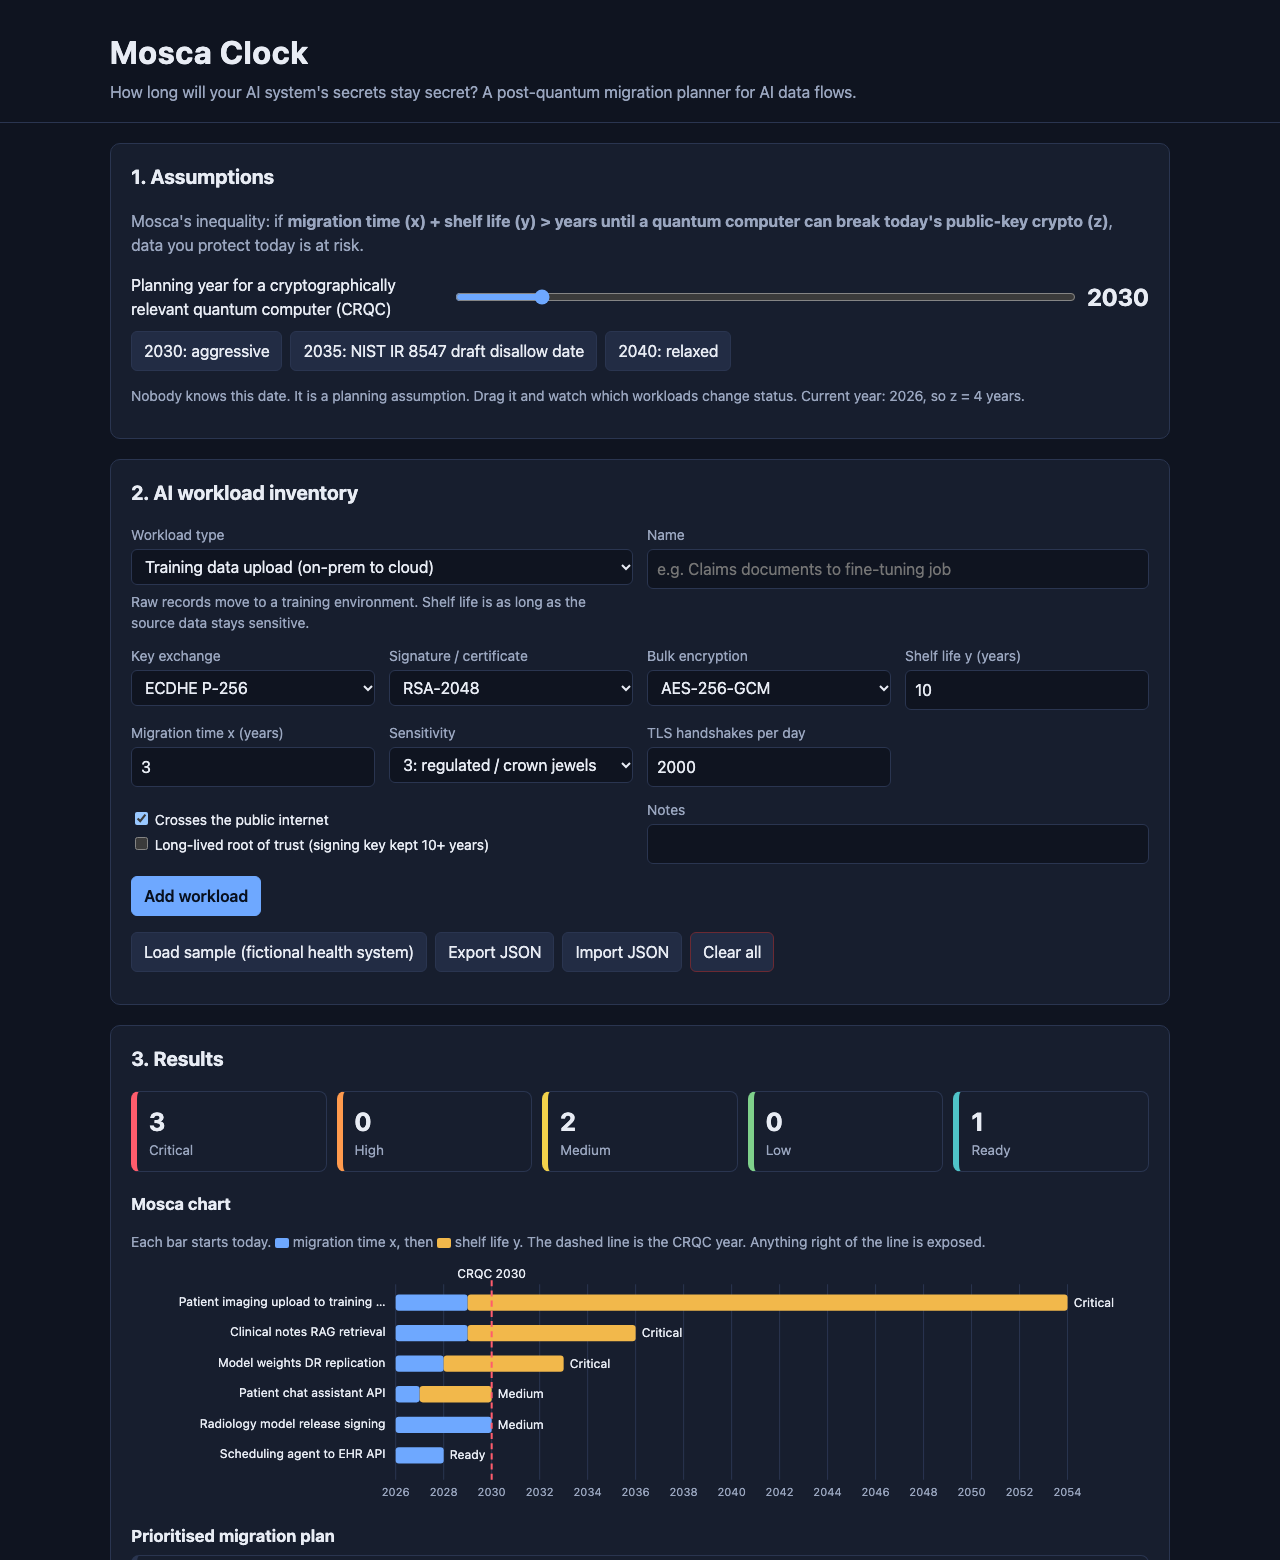 Mosca Clock
How long will your AI system's secrets stay secret? A post-quantum migration planner for AI data flows.
1. Assumptions
Mosca's inequality: if migration time (x) + shelf life (y) > years until a quantum computer can break today's public-key crypto (z),
data you protect today is at risk.
Planning year for a cryptographically
relevant quantum computer (CRQC)
2030
2030: aggressive
2035: NIST IR 8547 draft disallow date
2040: relaxed
Nobody knows this date. It is a planning assumption. Drag it and watch which workloads change status. Current year: 2026, so z = 4 years.
2. AI workload inventory
Workload type
Name
Training data upload (on-prem to cloud)
e.g. Claims documents to fine-tuning job
Raw records move to a training environment. Shelf life is as long as the
source data stays sensitive.
Key exchange
Signature / certificate
Bulk encryption
Shelf life y (years)
ECDHE P-256
RSA-2048
AES-256-GCM
10
Migration time x (years)
Sensitivity
TLS handshakes per day
3
3: regulated / crown jewels
2000
Crosses the public internet
Long-lived root of trust (signing key kept 10+ years)
Notes
Add workload
Load sample (fictional health system)
Export JSON
Import JSON
Clear all
3. Results
3
Critical
0
High
2
Medium
0
Low
1
Ready
Mosca chart
Each bar starts today. migration time x, then shelf life y. The dashed line is the CRQC year. Anything right of the line is exposed.
CRQC 2030
Patient imaging upload to training ...
Critical
Clinical notes RAG retrieval
Critical
Model weights DR replication
Critical
Patient chat assistant API
Medium
Radiology model release signing
Medium
Scheduling agent to EHR API
Ready
2026 2028 2030 2032 2034 2036 2038 2040 2042 2044 2046 2048 2050 2052 2054
Prioritised migration plan